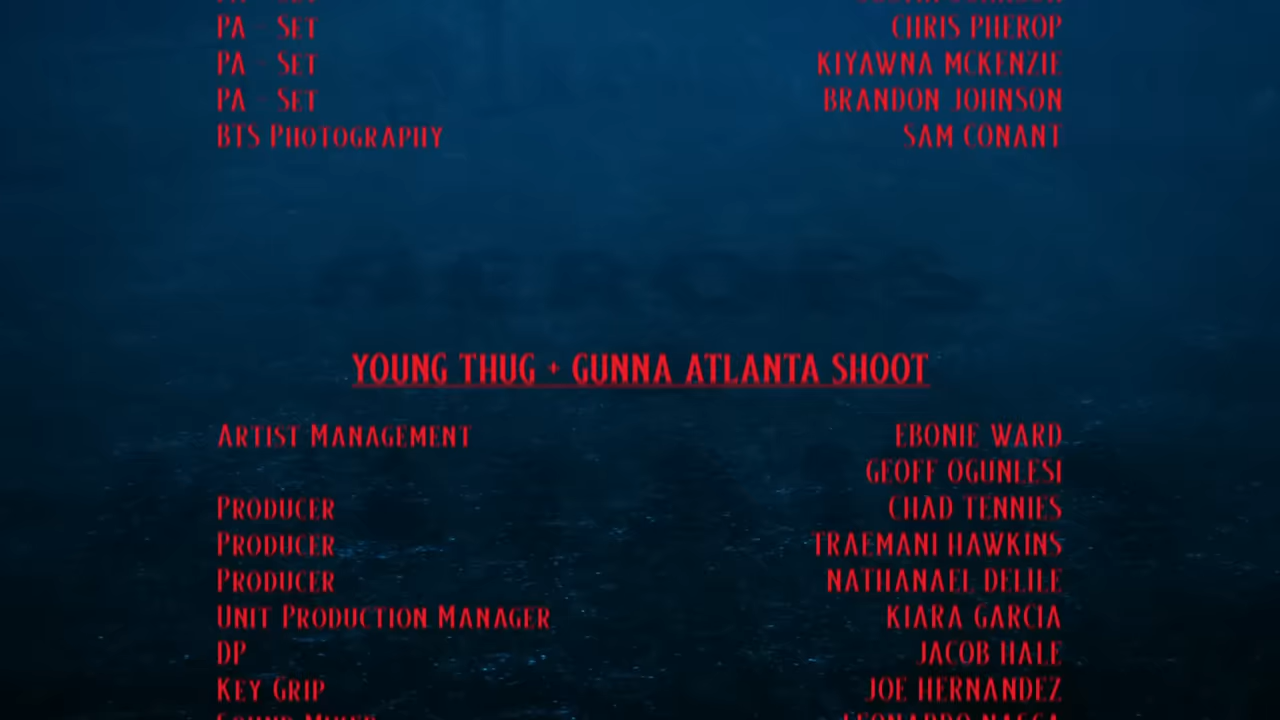 PA - SET
CHRIS PHEROP
PA - SET
KIYAWNA MCKENZIE
PA - SET
BRANDON JOHNSON
BTS PHOTOGRAPHY
SAM CONANT
YOUNG THUG + GUNNA ATLANTA SHOOT
ARTIST MANAGEMENT
EBONIE WARD
GEOFF OGUNLESI
PRODUCER
CHAD TENNIES
PRODUCER
TRAEMANI HAWKINS
PRODUCER
NATHANAEL DELILE
UNIT PRODUCTION MANAGER
KIARA GARCIA
DP
JACOB HALE
KEY GRIP
JOE HERNANDEZ